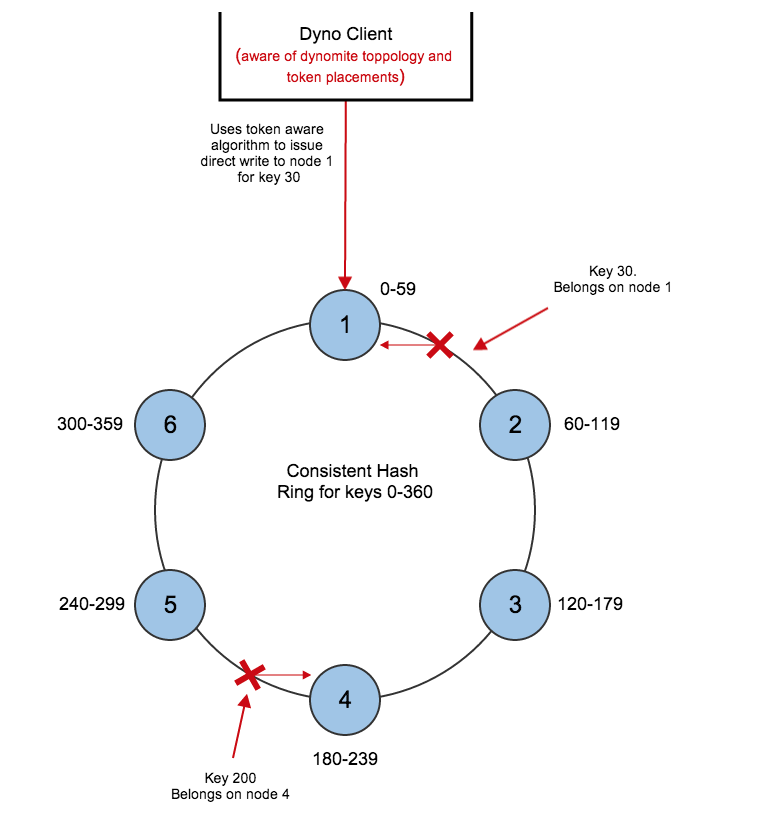 Dyno Client
(aware of dynomite toppology and
token placements)
Uses token aware
algorithm to issue
direct write to node 1
for key 30
Key 30.
Belongs on node 1
0-59
1
6
300-359
2
60-119
Consistent Hash
Ring for keys 0-360
240-299
5
3
120-179
4
180-239
Key 200
Belongs on node 4